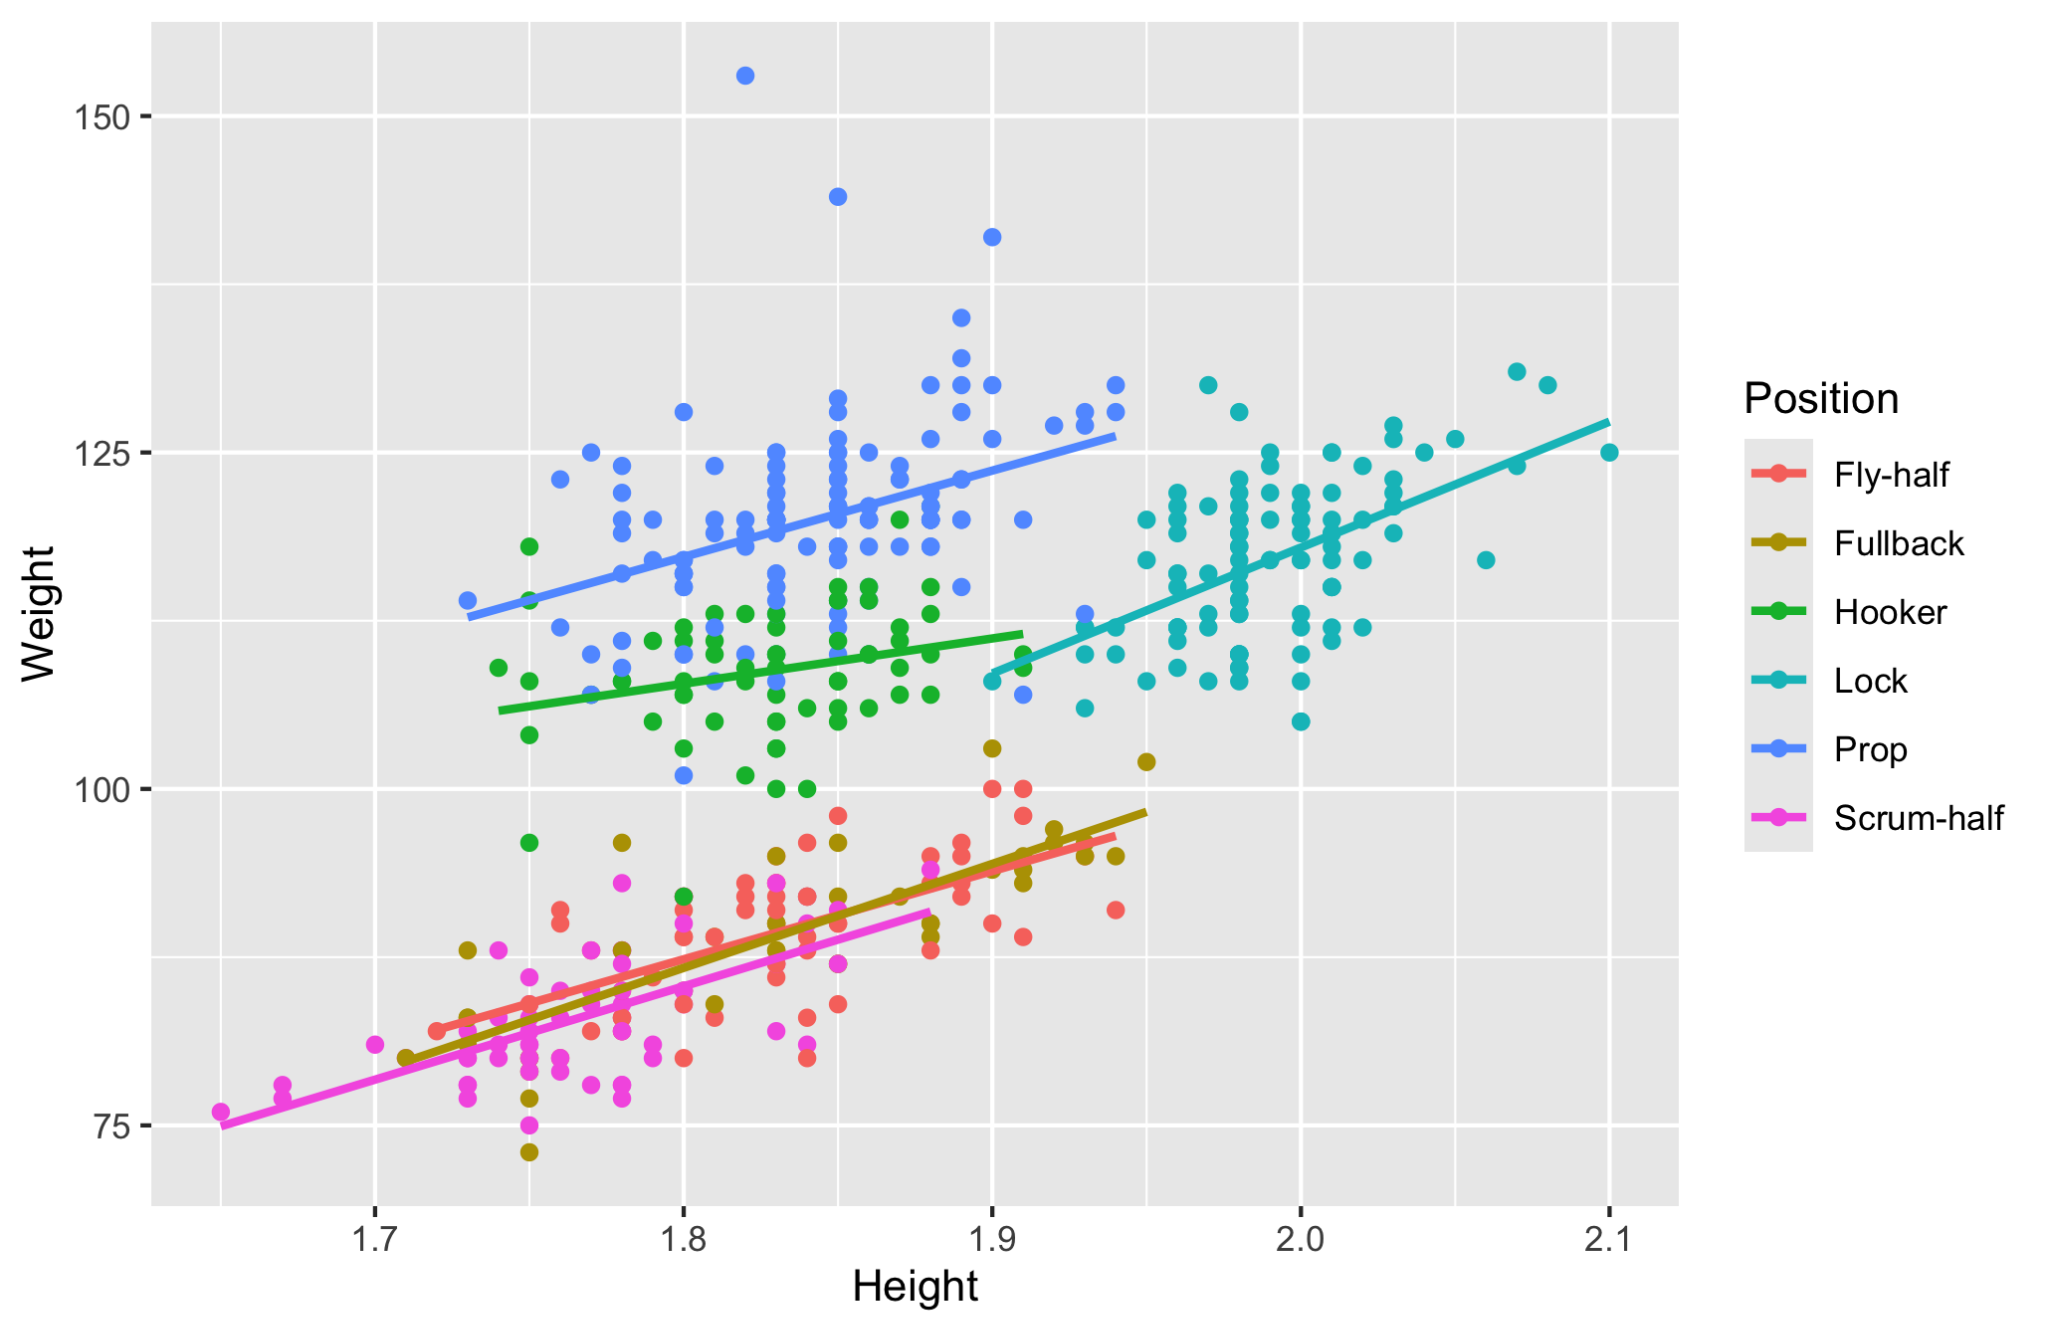 150
125
100
75
Weight
1.7 1.8 1.9 2.0 2.1
Height
Position
Fly-half
Fullback
Hooker
Lock
Prop
Scrum-half